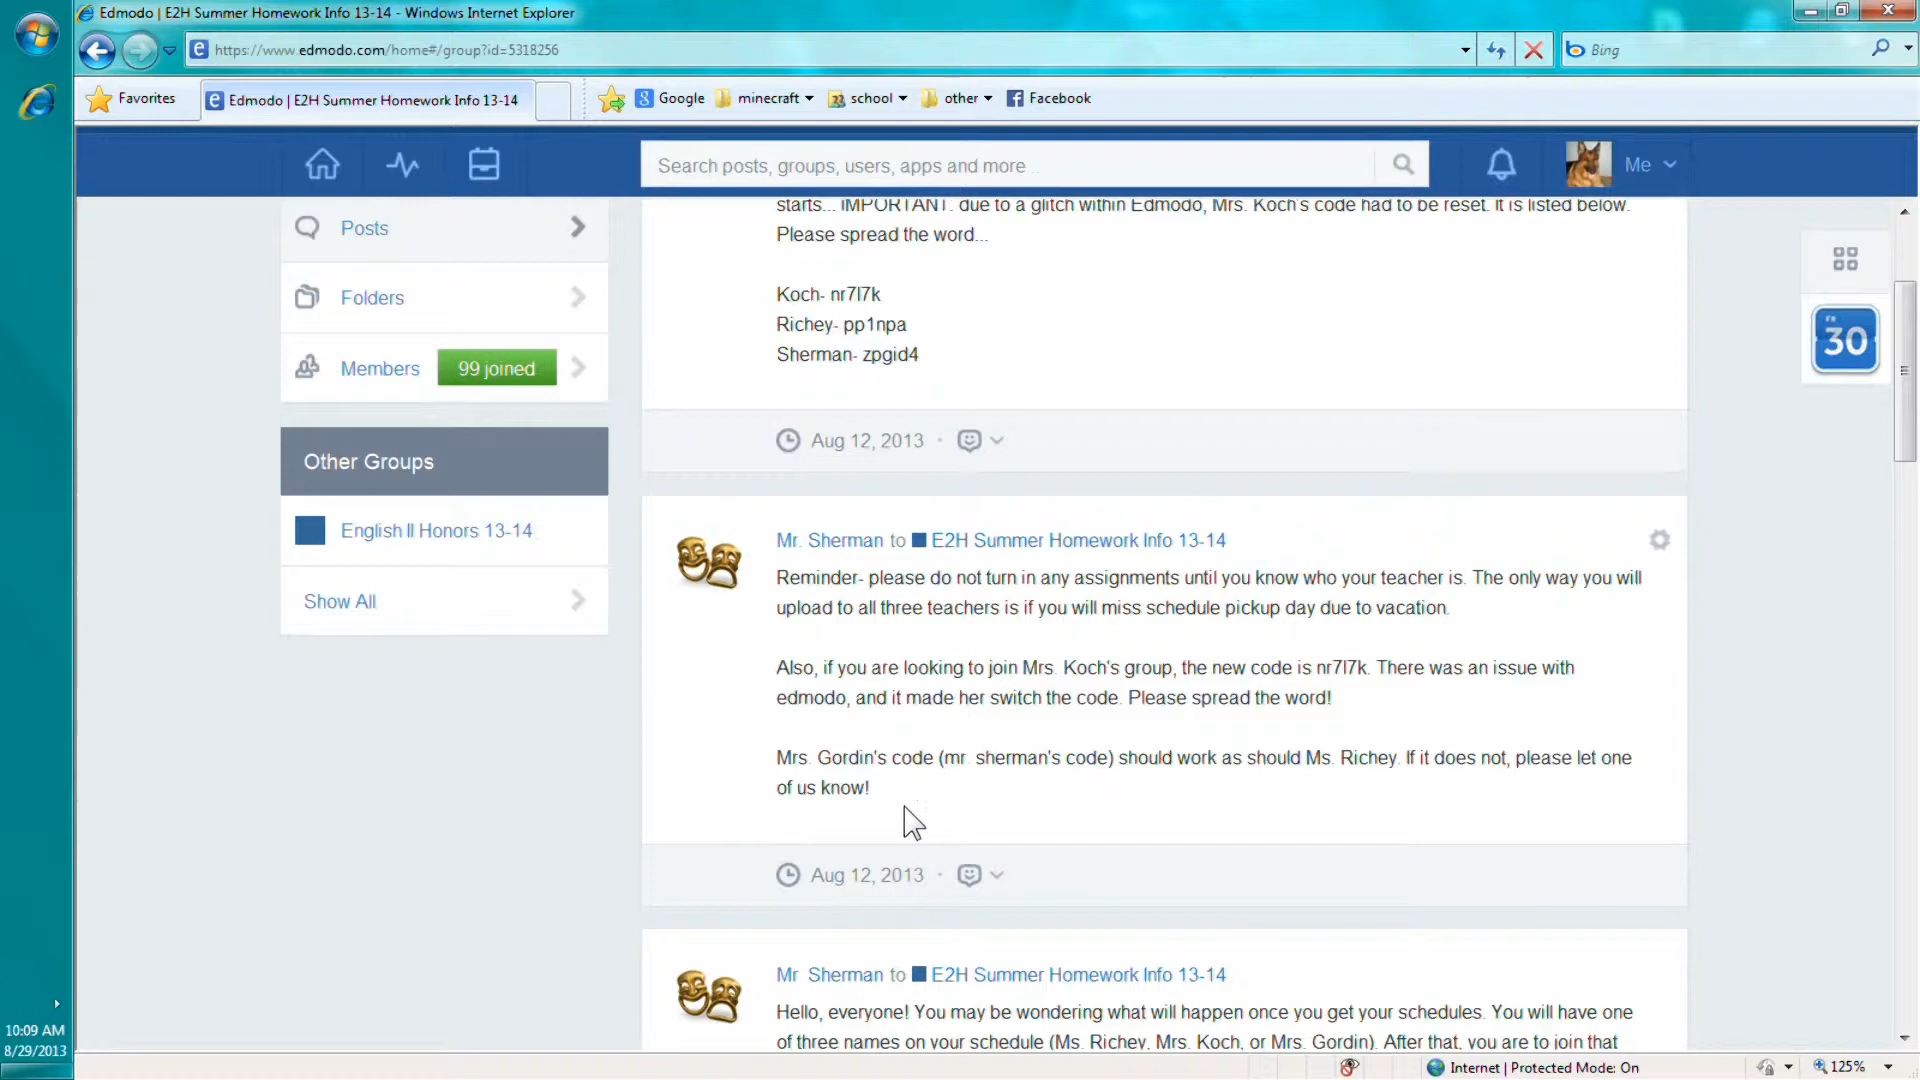 Edmodo | E2H Summer Homework Info 13-14 - Windows Internet Explorer
https://www.edmodo.com/home#/group?id=5318256
Bing
Favorites
Edmodo | E2H Summer Homework Info 13-14
Google
minecraft
school
other
Facebook
Search posts, groups, users, apps and more
Me
Posts
Folders
Members
99 joined
Other Groups
English II Honors 13-14
Show All
starts... IMPORTANT: due to a glitch within Edmodo, Mrs. Koch's code had to be reset. It is listed below.
Please spread the word...
Koch- nr7l7k
Richey- pp1npa
Sherman- zpgid4
Aug 12, 2013
Mr. Sherman to E2H Summer Homework Info 13-14
Reminder- please do not turn in any assignments until you know who your teacher is. The only way you will
upload to all three teachers is if you will miss schedule pickup day due to vacation.
Also, if you are looking to join Mrs. Koch's group, the new code is nr7l7k. There was an issue with
edmodo, and it made her switch the code. Please spread the word!
Mrs. Gordin's code (mr. sherman's code) should work as should Ms. Richey. If it does not, please let one
of us know!
Aug 12, 2013
Mr. Sherman to E2H Summer Homework Info 13-14
Hello, everyone! You may be wondering what will happen once you get your schedules. You will have one
of three names on your schedule (Ms. Richey, Mrs. Koch, or Mrs. Gordin). After that, you are to join that
FR
30
10:09 AM
8/29/2013
Internet | Protected Mode: On
125%